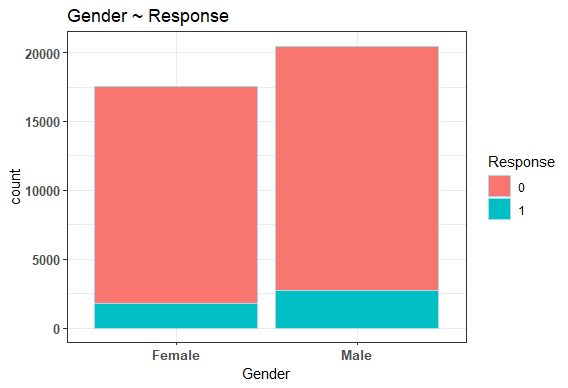 Gender ~ Response
20000
15000
10000
5000
0
count
Female
Male
Gender
Response
0
1